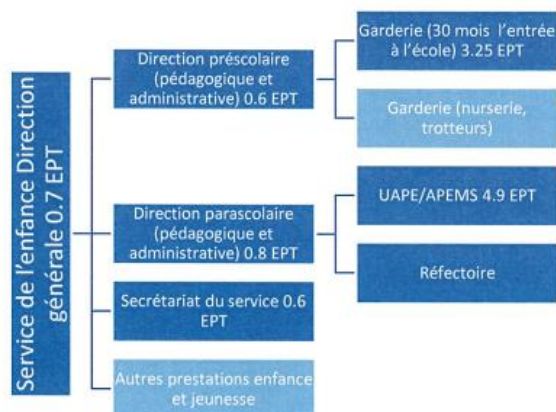 Service de l'enfance Direction
générale 0.7 EPT
Direction préscolaire
(pédagogique et
administrative) 0.6 EPT
Garderie (30 mois l'entrée
à l'école) 3.25 EPT
Garderie (nurserie,
trotteurs)
Direction parascolaire
(pédagogique et
administrative) 0.8 EPT
UAPE/APEMS 4.9 EPT
Réfectoire
Secrétariat du service 0.6
EPT
Autres prestations enfance
et jeunesse